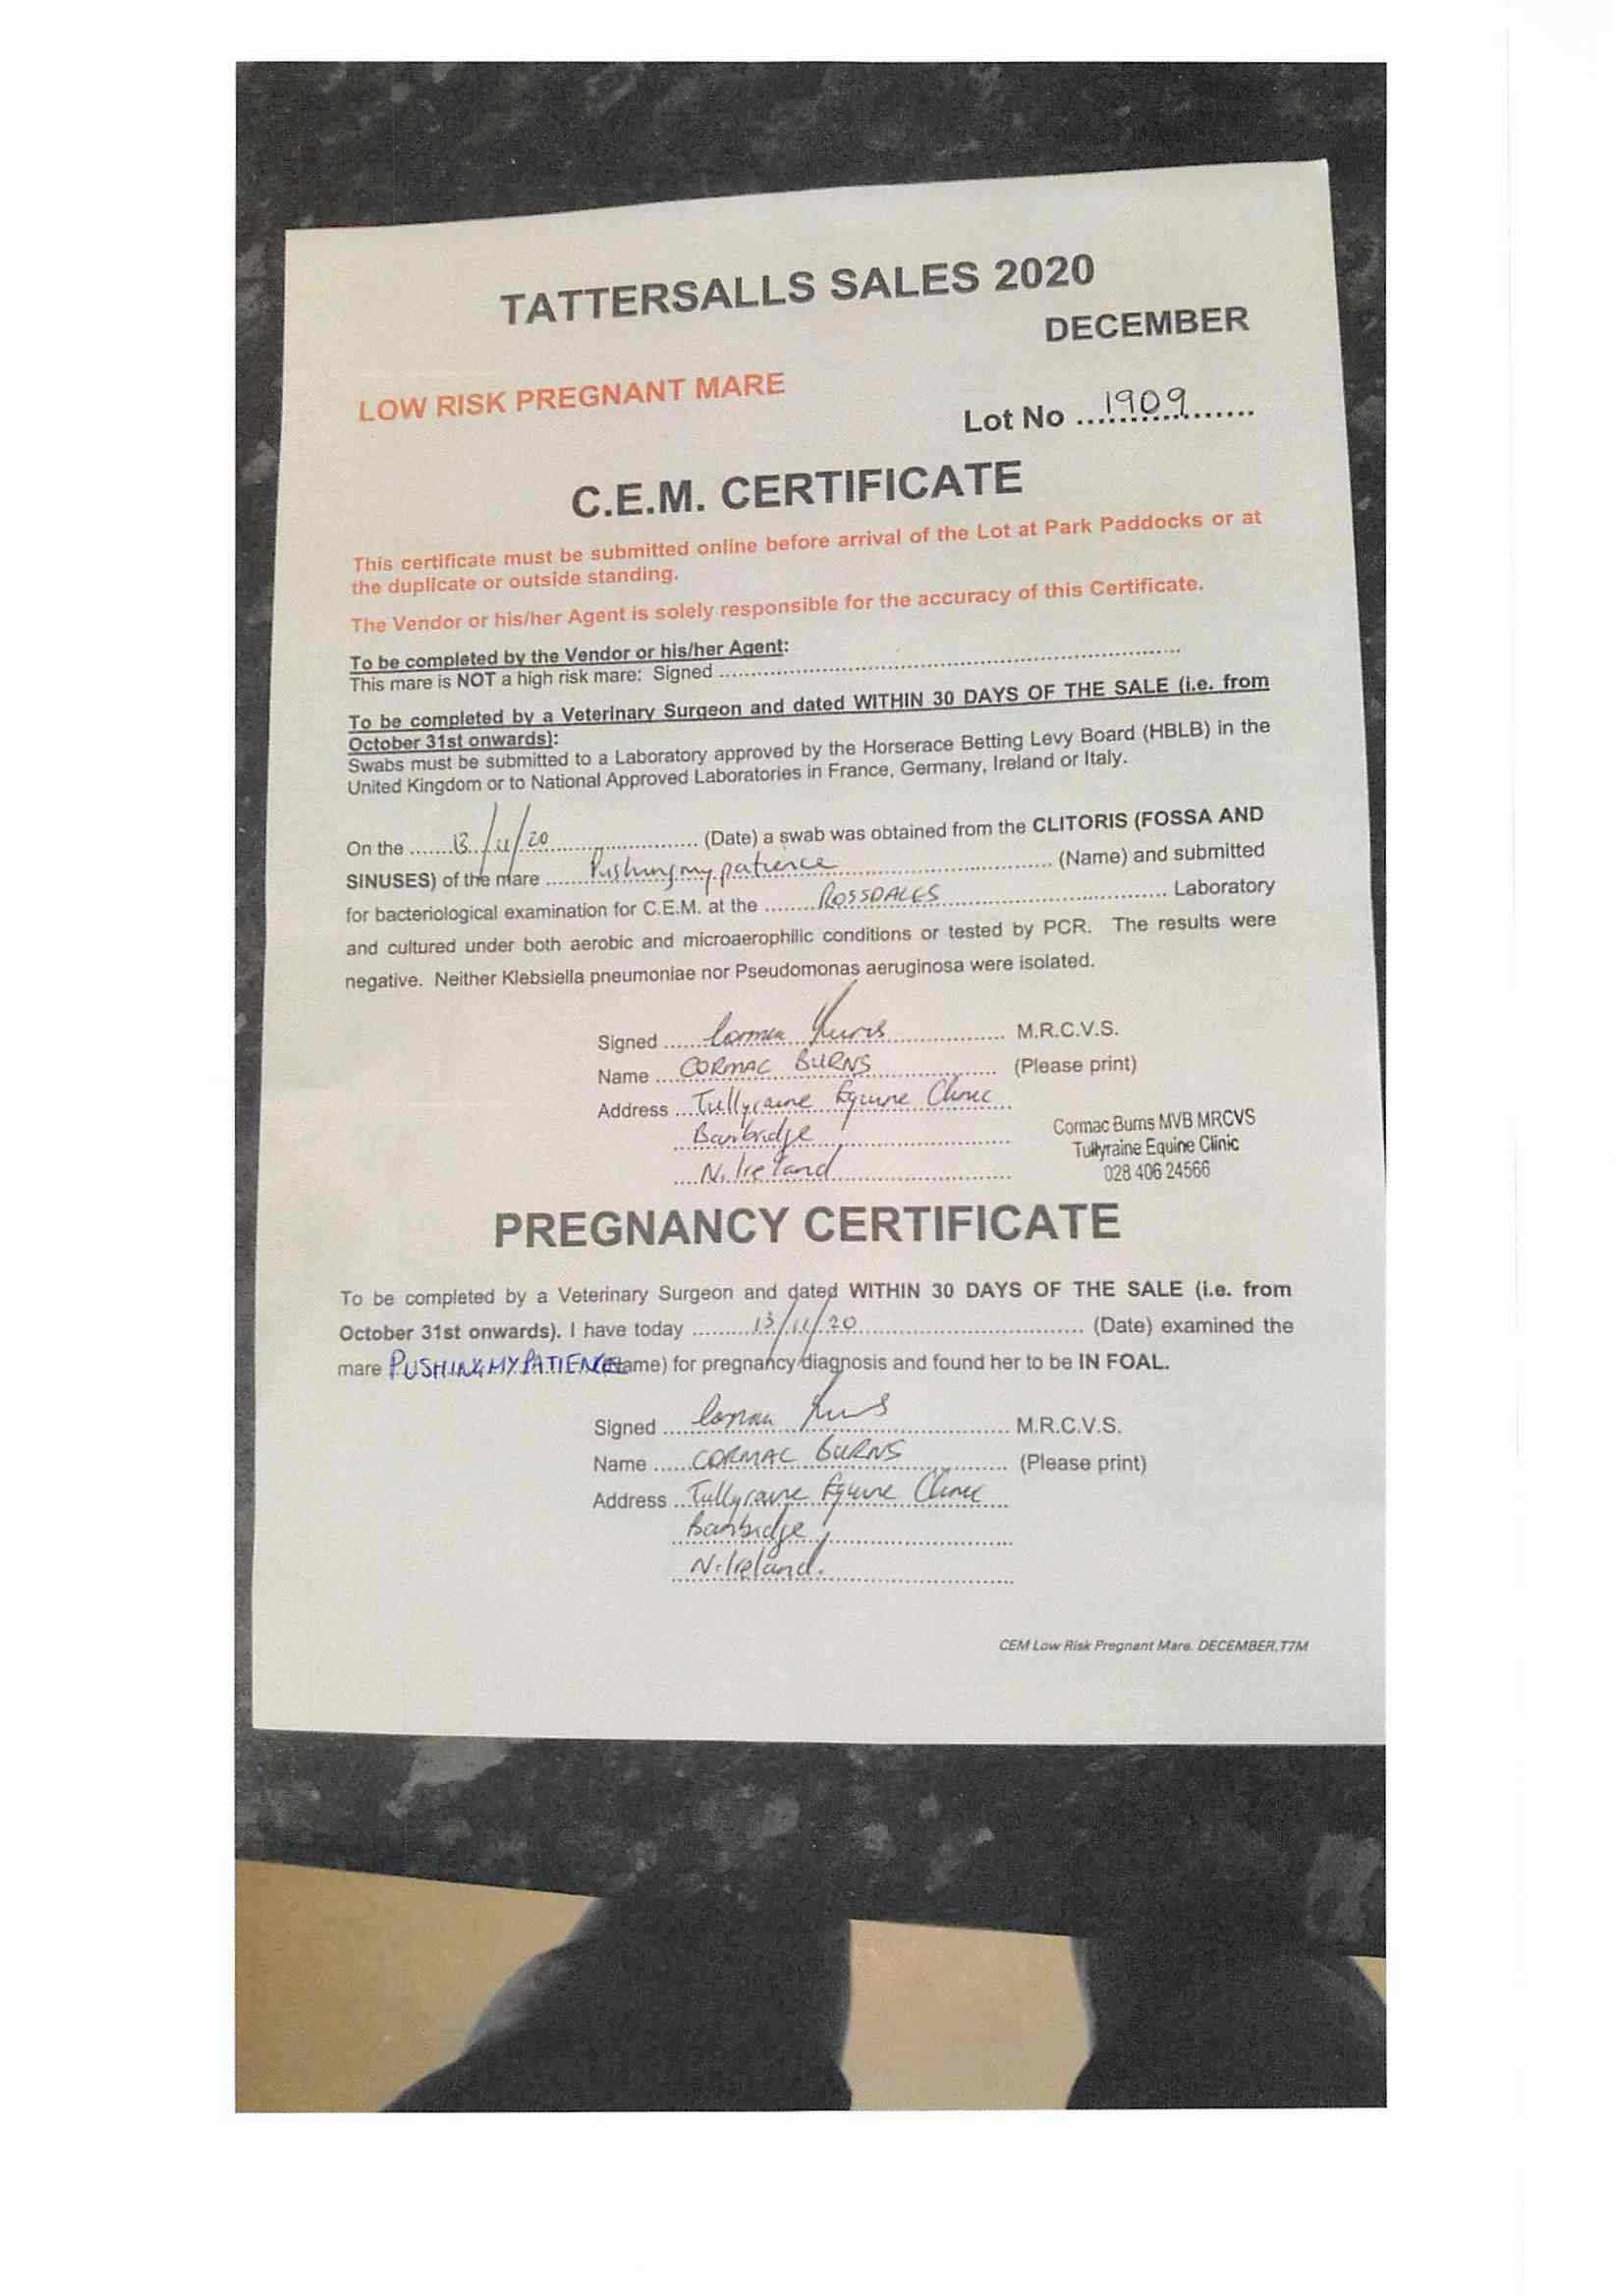 TATTERSALLS SALES 2020
DECEMBER
LOW RISK PREGNANT MARE
Lot No ....1909.......
C.E.M. CERTIFICATE
This certificate must be submitted online before arrival of the Lot at Park Paddocks or at
the duplicate or outside standing.
The Vendor or his/her Agent is solely responsible for the accuracy of this Certificate.
To be completed by the Vendor or his/her Agent:
This mare is NOT a high risk mare: Signed ..........
To be completed by a Veterinary Surgeon and dated WITHIN 30 DAYS OF THE SALE (i.e. from
October 31st onwards):
Swabs must be submitted to a Laboratory approved by the Horserace Betting Levy Board (HBLB) in the
United Kingdom or to National Approved Laboratories in France, Germany, Ireland or Italy.
On the .......13/11/20.......... (Date) a swab was obtained from the CLITORIS (FOSSA AND
SINUSES) of the mare ......Pushingmypatience.......... (Name) and submitted
for bacteriological examination for C.E.M. at the ........ROSSDALES.......... Laboratory
and cultured under both aerobic and microaerophilic conditions or tested by PCR. The results were
negative. Neither Klebsiella pneumoniae nor Pseudomonas aeruginosa were isolated.
Signed ......Cormac Burns.......... M.R.C.V.S.
Name ....CORMAC BURNS.......... (Please print)
Address ...Tullyraine Equine Clinic
Banbridge
N. Ireland
Cormac Burns MVB MRCVS
Tullyraine Equine Clinic
028 406 24566
PREGNANCY CERTIFICATE
To be completed by a Veterinary Surgeon and dated WITHIN 30 DAYS OF THE SALE (i.e. from
October 31st onwards). I have today ..........13/11/20.......... (Date) examined the
mare PUSHINGMYPATIENCE (Name) for pregnancy diagnosis and found her to be IN FOAL.
Signed ....Cormac Burns.......... M.R.C.V.S.
Name ......CORMAC BURNS.......... (Please print)
Address ..Tullyraine Equine Clinic
Banbridge
N. Ireland.
CEM Low Risk Pregnant Mare. DECEMBER.T7M